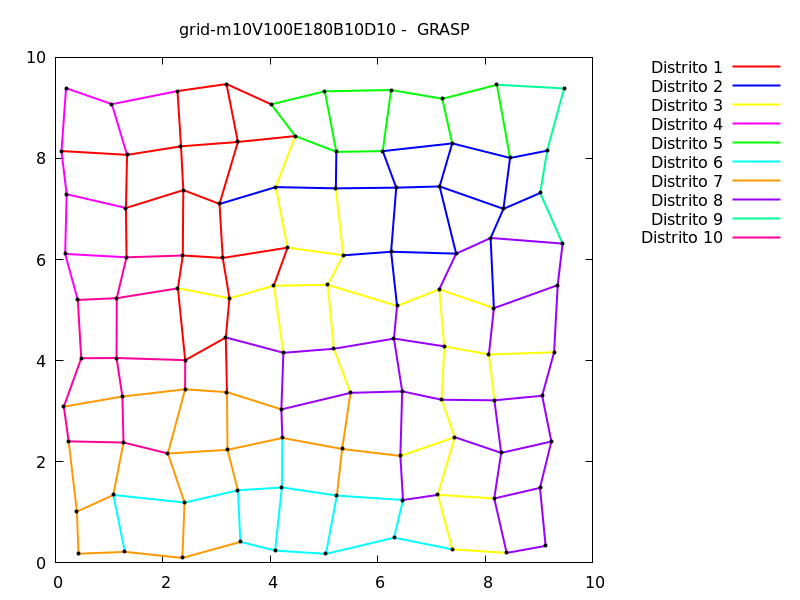 grid-m10V100E180B10D10 -  GRASP
10
8
6
4
2
0
0 2 4 6 8 10
Distrito 1
Distrito 2
Distrito 3
Distrito 4
Distrito 5
Distrito 6
Distrito 7
Distrito 8
Distrito 9
Distrito 10